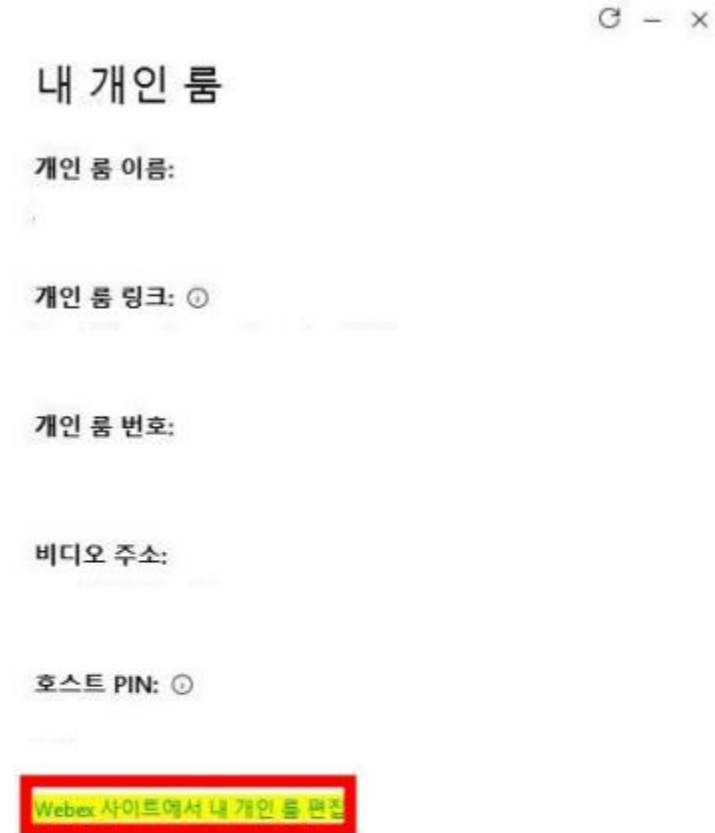 내 개인 룸
개인 룸 이름:
개인 룸 링크:
개인 룸 번호:
비디오 주소:
호스트 PIN:
Webex 사이트에서 내 개인 룸 편집